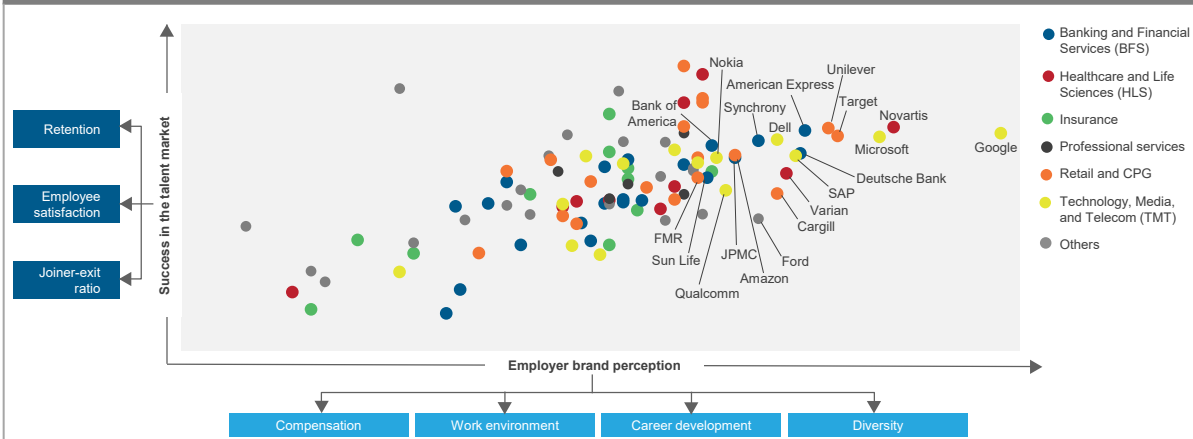 Retention
Employee
satisfaction
Joiner-exit
ratio
Success in the talent market
Nokia
Bank of
America
American Express
Synchrony
Unilever
Target
Dell
Novartis
Microsoft
Google
Deutsche Bank
SAP
Varian
Cargill
FMR
Sun Life
JPMC
Ford
Amazon
Qualcomm
Employer brand perception
Compensation
Work environment
Career development
Diversity
Banking and Financial
Services (BFS)
Healthcare and Life
Sciences (HLS)
Insurance
Professional services
Retail and CPG
Technology, Media,
and Telecom (TMT)
Others